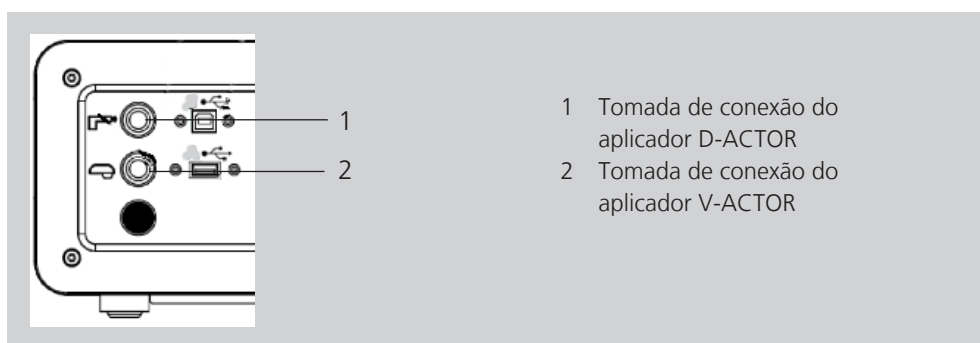 1
2
1 Tomada de conexão do
aplicador D-ACTOR
2 Tomada de conexão do
aplicador V-ACTOR